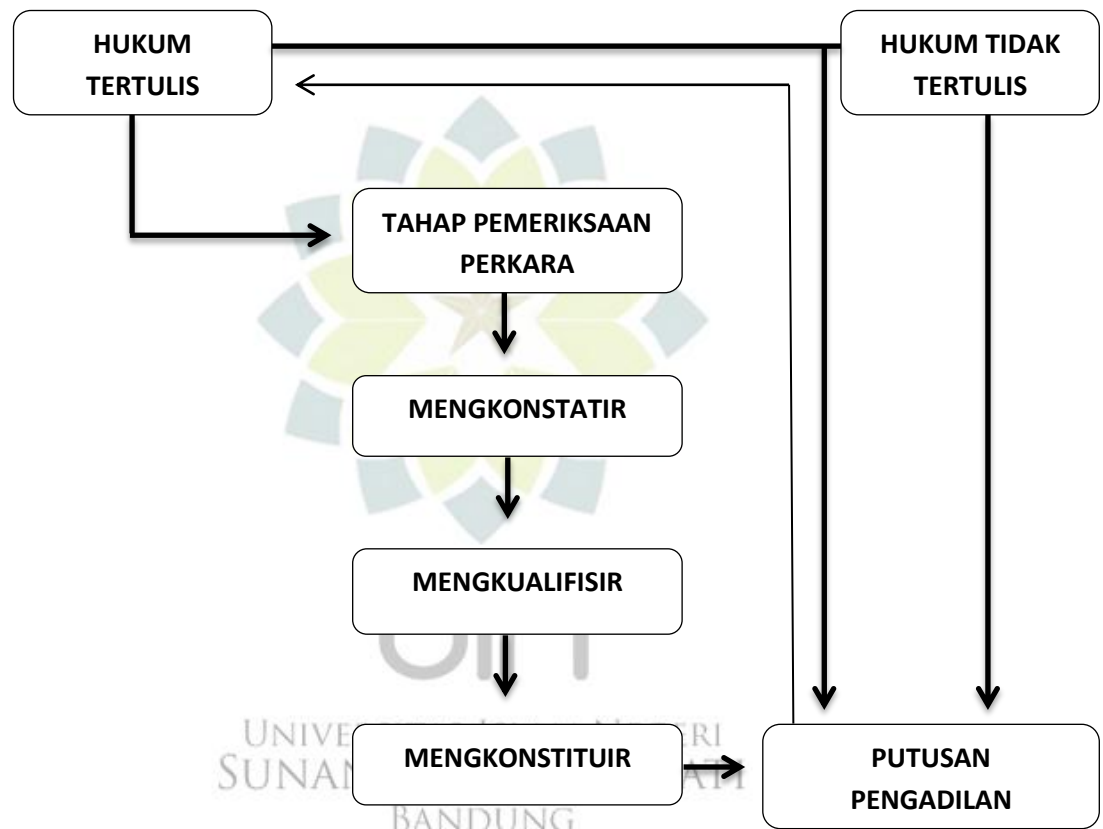 HUKUM
TERTULIS
HUKUM TIDAK
TERTULIS
TAHAP PEMERIKSAAN
PERKARA
MENGKONSTATIR
MENGKUALIFISIR
MENGKONSTITUIR
PUTUSAN
PENGADILAN
BANDUNG